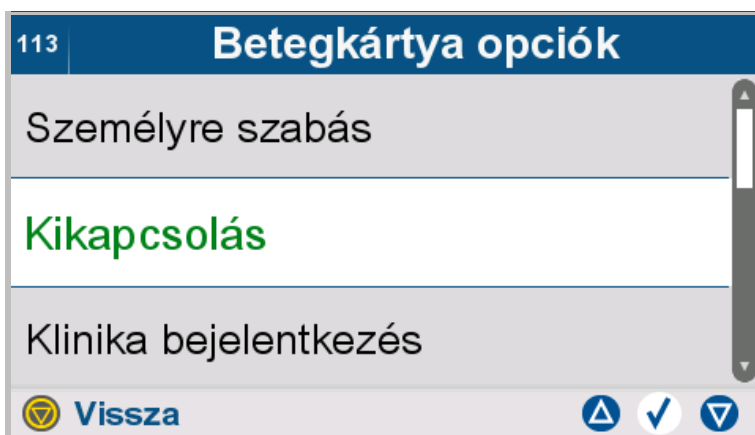 113 Betegkártya opciók
Személyre szabás
Kikapcsolás
Klinika bejelentkezés
Vissza